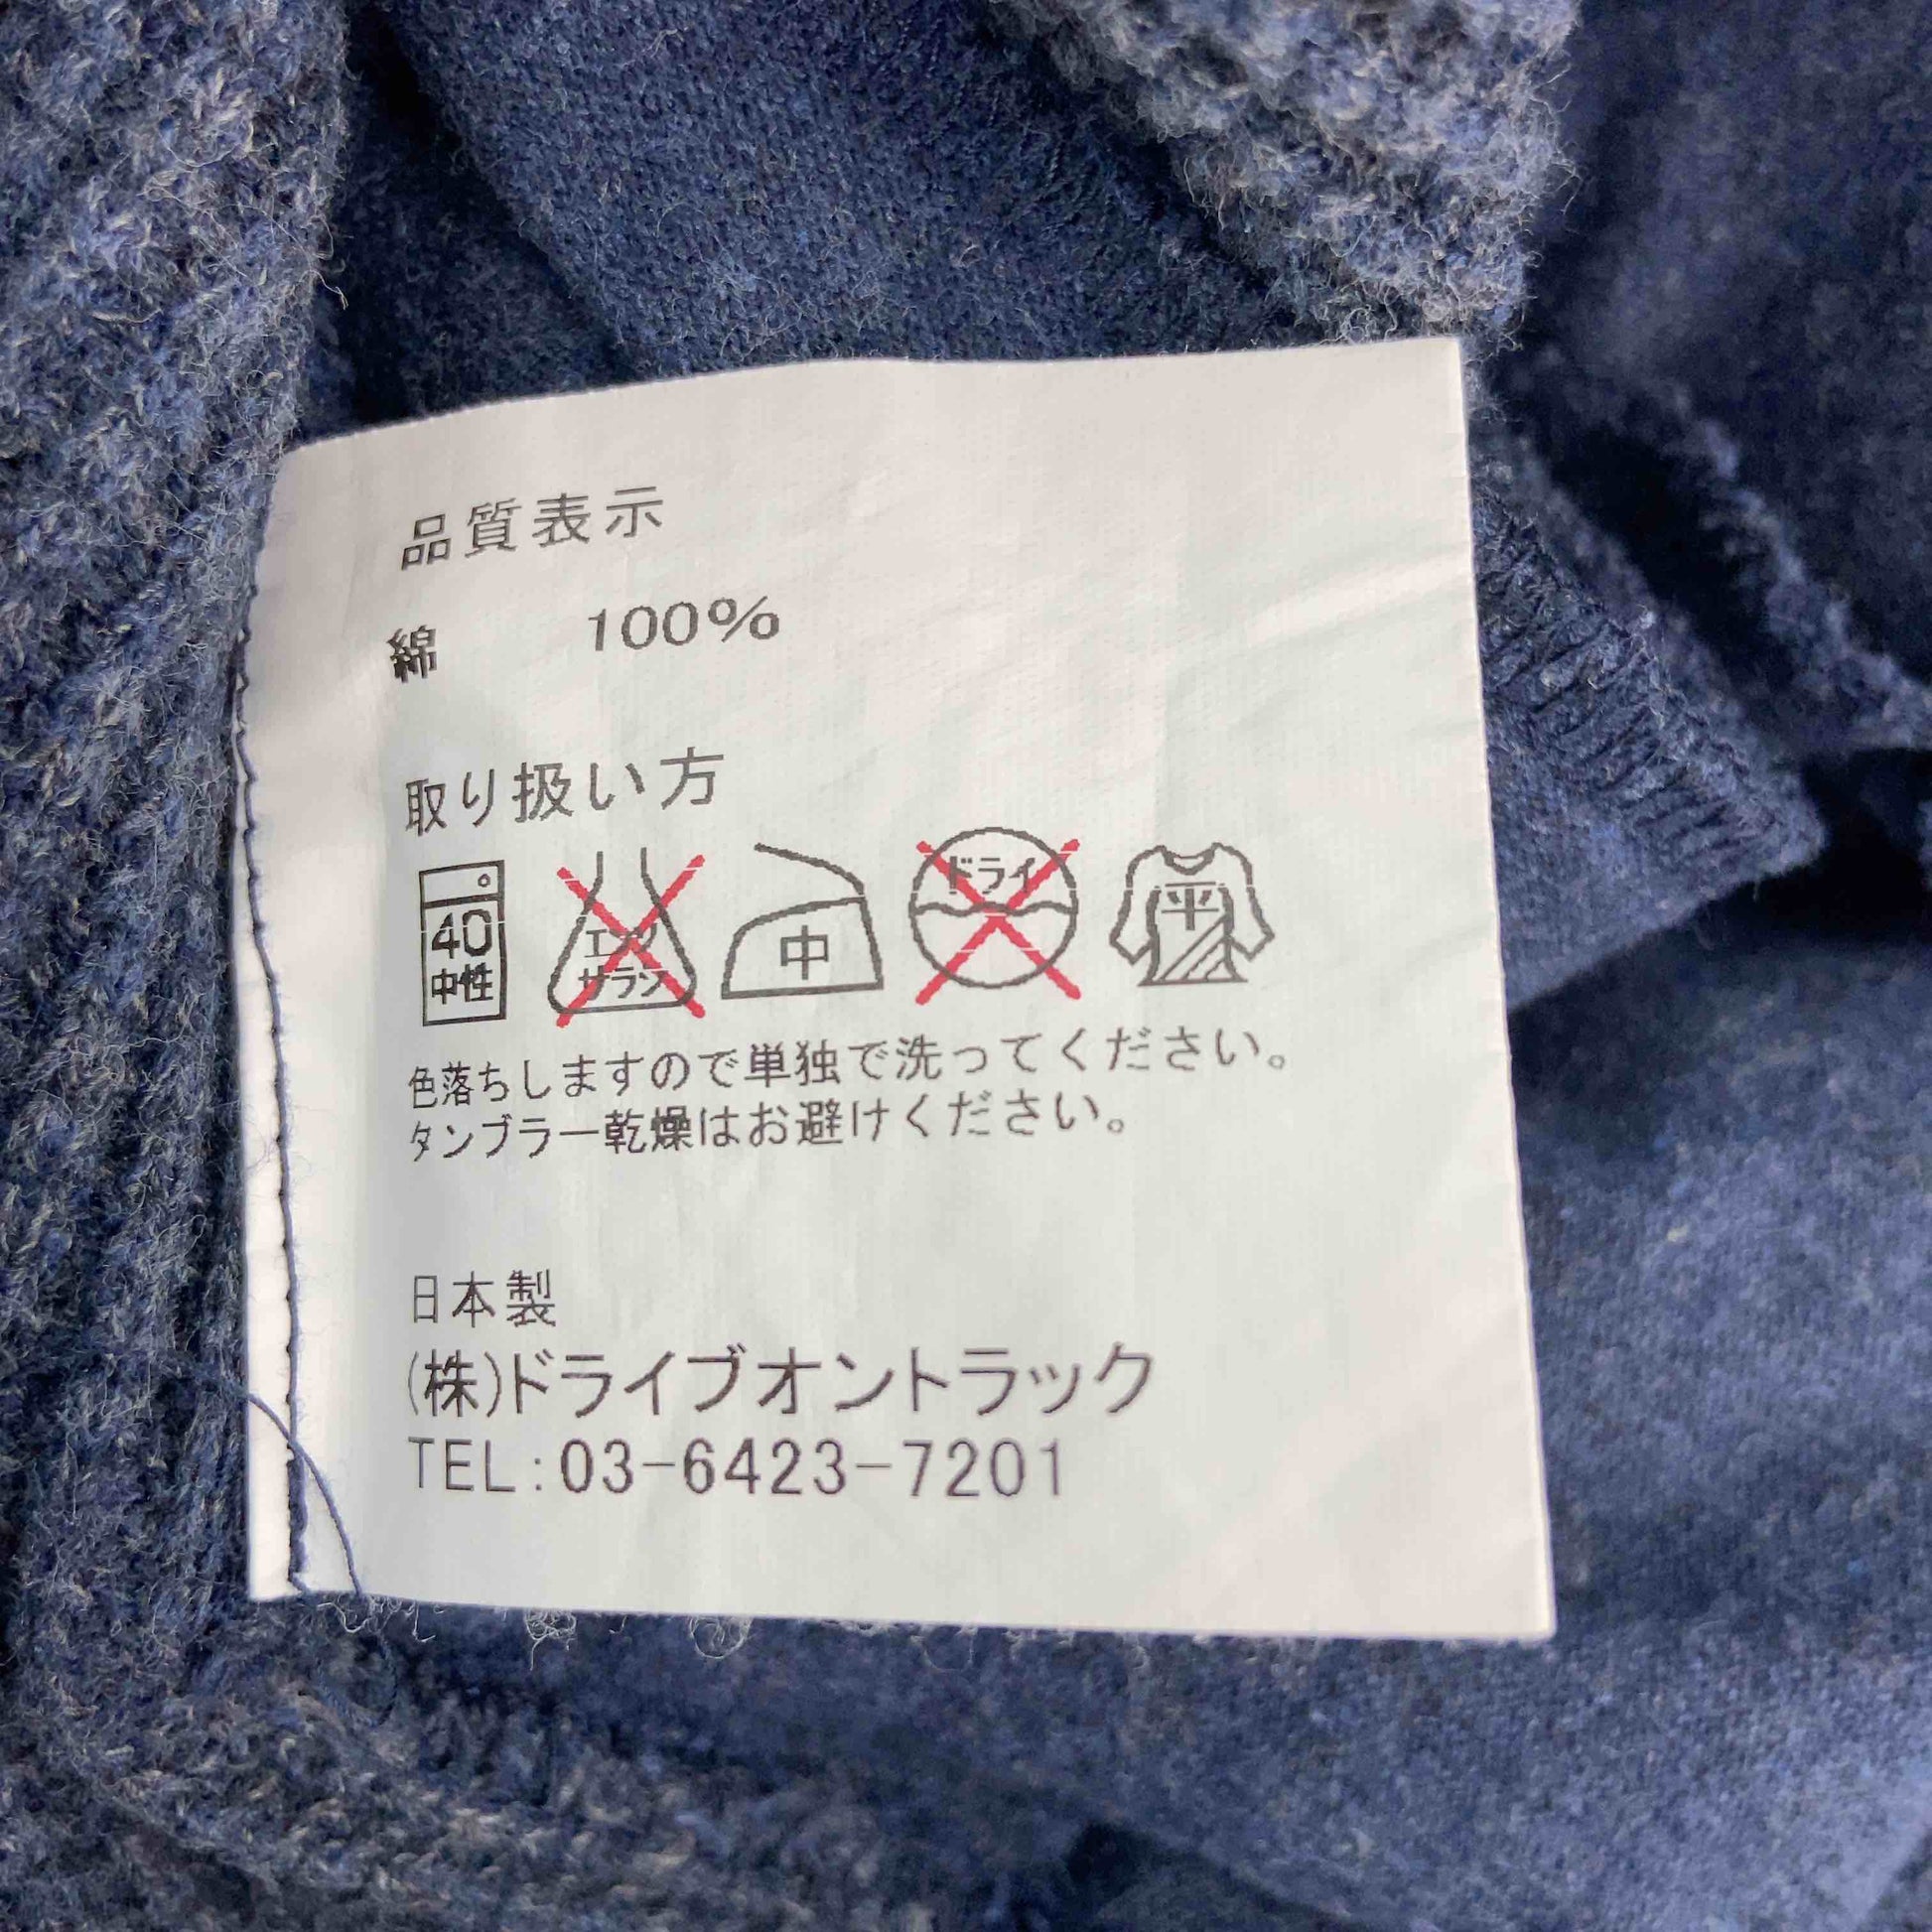 品質表示
綿 100%
取り扱い方
40 中性 エンソ サラシ 中 ドライ 平
色落ちしますので単独で洗ってください。
タンブラー乾燥はお避けください。
日本製
(株)ドライブオントラック
TEL:03-6423-7201